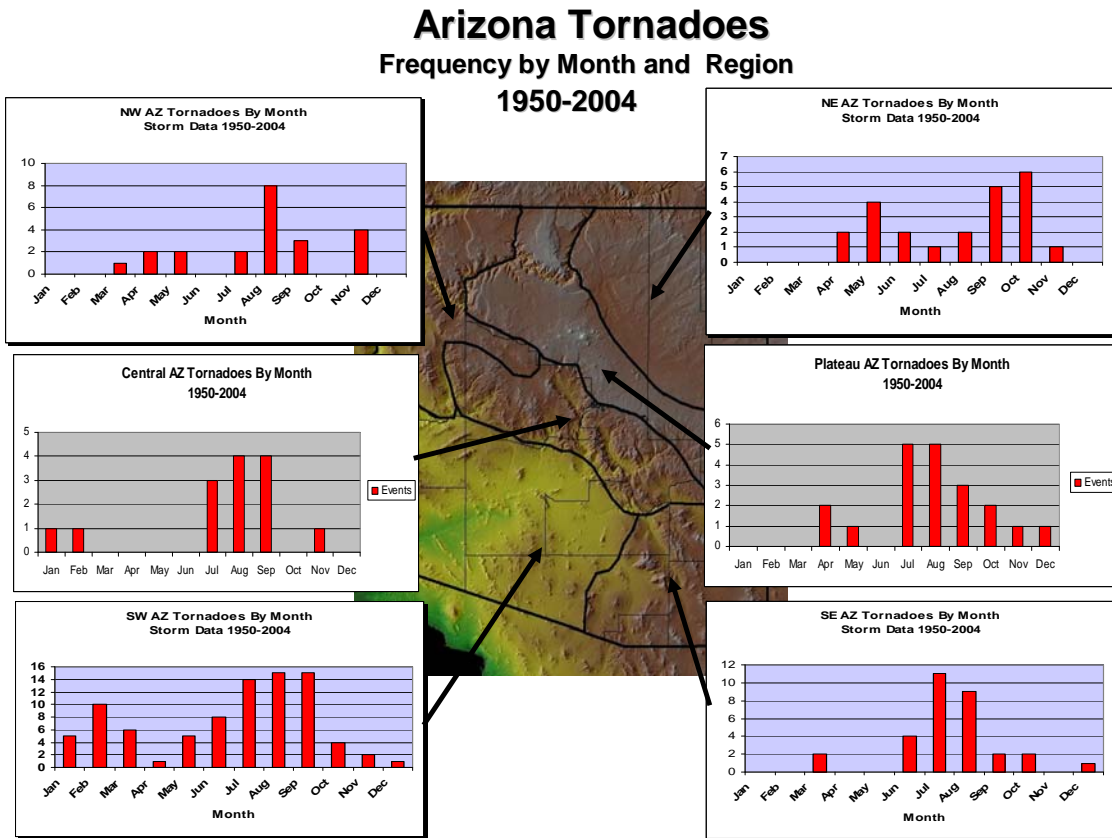 Arizona Tornadoes
Frequency by Month and Region
1950-2004
NW AZ Tornadoes By Month
Storm Data 1950-2004
10
8
6
4
2
0
Jan Feb Mar Apr May Jun Jul Aug Sep Oct Nov Dec
Month
NE AZ Tornadoes By Month
Storm Data 1950-2004
7
6
5
4
3
2
1
0
Jan Feb Mar Apr May Jun Jul Aug Sep Oct Nov Dec
Month
Central AZ Tornadoes By Month
1950-2004
5
4
3
2
1
0
Jan Feb Mar Apr May Jun Jul Aug Sep Oct Nov Dec
Events
Plateau AZ Tornadoes By Month
1950-2004
6
5
4
3
2
1
0
Jan Feb Mar Apr May Jun Jul Aug Sep Oct Nov Dec
Events
SW AZ Tornadoes By Month
Storm Data 1950-2004
16
14
12
10
8
6
4
2
0
Jan Feb Mar Apr May Jun Jul Aug Sep Oct Nov Dec
Month
SE AZ Tornadoes By Month
Storm Data 1950-2004
12
10
8
6
4
2
0
Jan Feb Mar Apr May Jun Jul Aug Sep Oct Nov Dec
Month